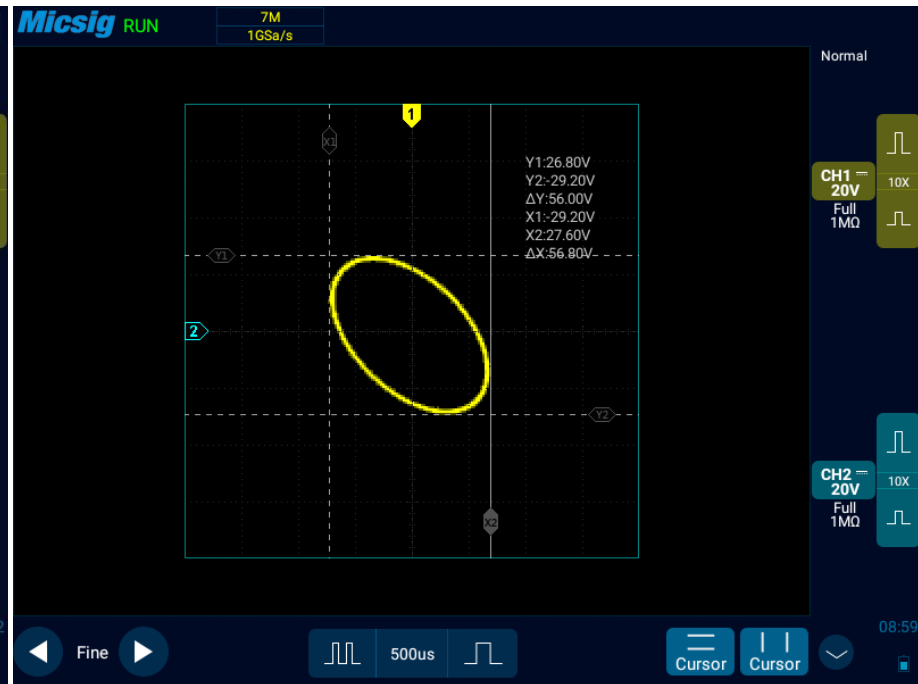 Micsig RUN
7M
1GSa/s
Normal
1
X1
Y1:26.80V
Y2:-29.20V
ΔY:56.00V
X1:-29.20V
X2:27.60V
ΔX:56.80V
CH1
20V
10X
Full
1MΩ
Y1
2
Y2
X2
CH2
20V
10X
Full
1MΩ
2
08:59
Fine
500us
Cursor
Cursor